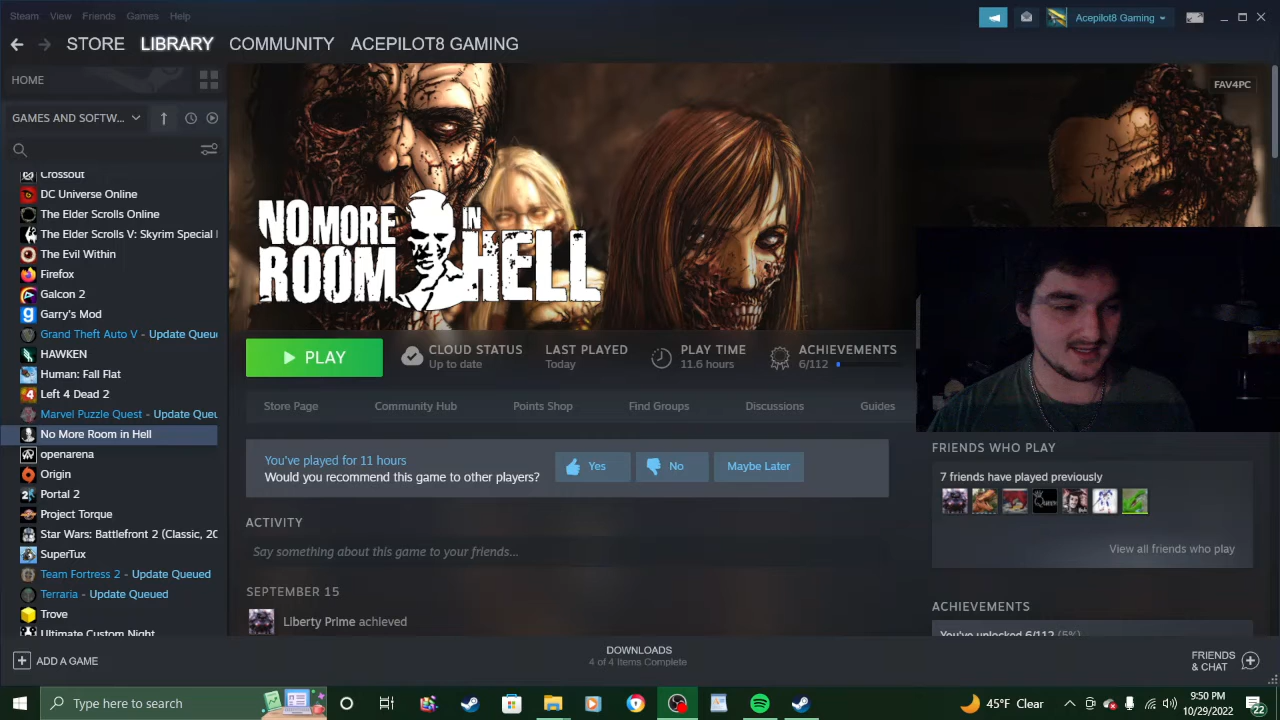 Steam View Friends Games Help
Acepilot8 Gaming
STORE LIBRARY COMMUNITY ACEPILOT8 GAMING
HOME
GAMES AND SOFTW...
Crossout
DC Universe Online
The Elder Scrolls Online
The Elder Scrolls V: Skyrim Special
The Evil Within
Firefox
Galcon 2
Garry's Mod
Grand Theft Auto V - Update Queu
HAWKEN
Human: Fall Flat
Left 4 Dead 2
Marvel Puzzle Quest - Update Queu
No More Room in Hell
openarena
Origin
Portal 2
Project Torque
Star Wars: Battlefront 2 (Classic, 20
SuperTux
Team Fortress 2 - Update Queued
Terraria - Update Queued
Trove
Ultimate Custom Night
ADD A GAME
FAV4PC
NO MORE ROOM IN HELL
PLAY
CLOUD STATUS
Up to date
LAST PLAYED
Today
PLAY TIME
11.6 hours
ACHIEVEMENTS
6/112
Store Page Community Hub Points Shop Find Groups Discussions Guides
You've played for 11 hours
Would you recommend this game to other players?
Yes No Maybe Later
ACTIVITY
Say something about this game to your friends...
SEPTEMBER 15
Liberty Prime achieved
FRIENDS WHO PLAY
7 friends have played previously
View all friends who play
ACHIEVEMENTS
You've unlocked 6/112 (5%)
DOWNLOADS
4 of 4 Items Complete
FRIENDS
& CHAT
Type here to search
45°F Clear
9:50 PM
10/29/2022
22